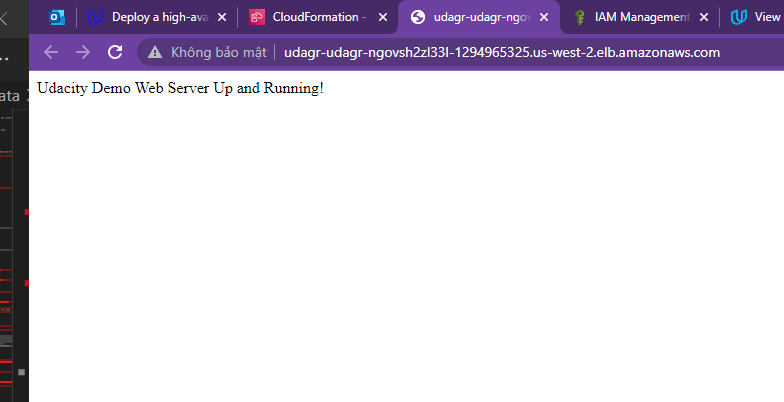 Deploy a high-ava
CloudFormation -
udagr-udagr-ngov
IAM Management
View
Không bảo mật
udagr-udagr-ngovsh2zl33l-1294965325.us-west-2.elb.amazonaws.com
ata
Udacity Demo Web Server Up and Running!